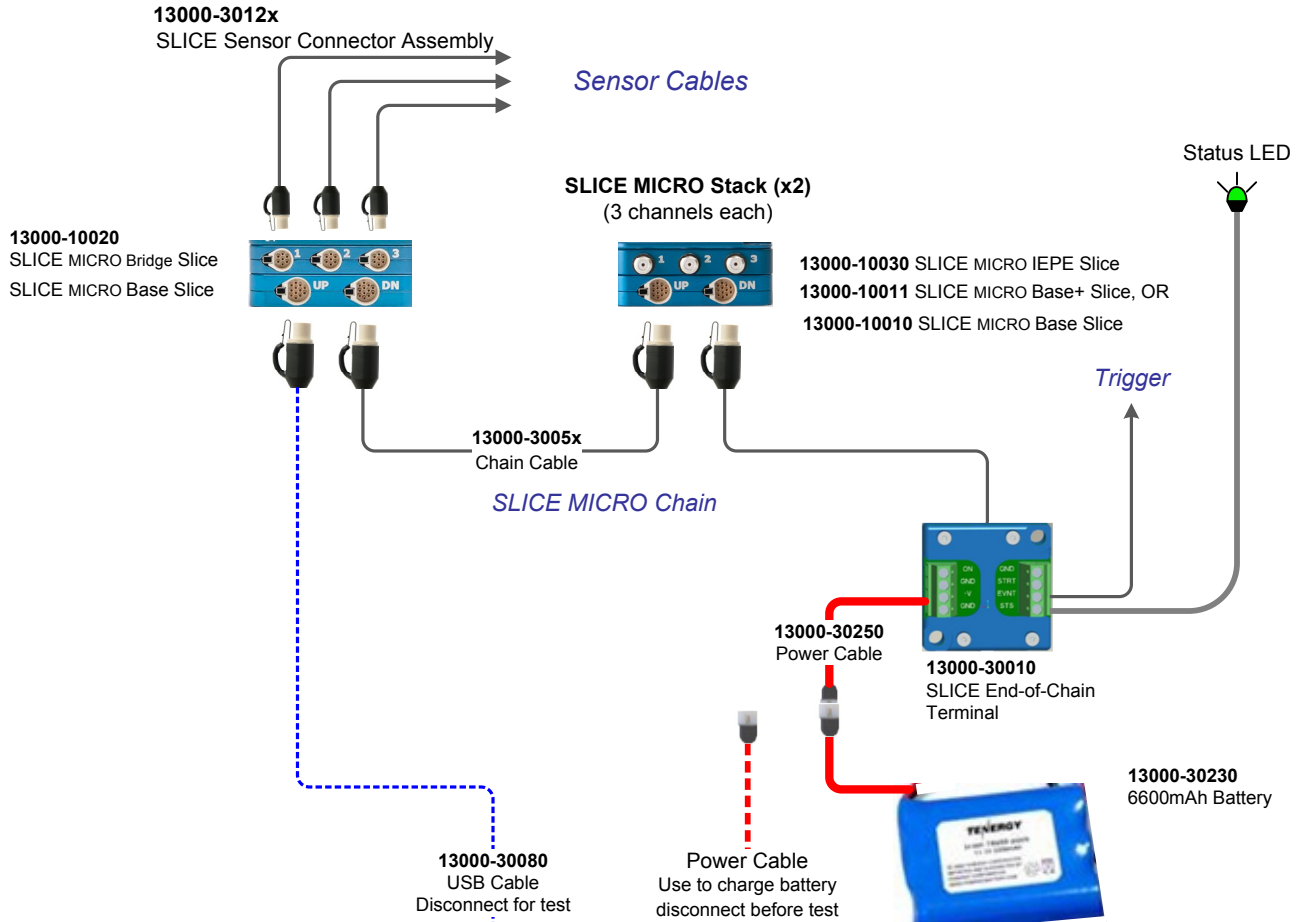 13000-3012x
SLICE Sensor Connector Assembly
Sensor Cables
Status LED
SLICE MICRO Stack (x2)
(3 channels each)
13000-10020
SLICE MICRO Bridge Slice
SLICE MICRO Base Slice
1 2 3
UP DN
1 2 3
UP DN
13000-10030 SLICE MICRO IEPE Slice
13000-10011 SLICE MICRO Base+ Slice, OR
13000-10010 SLICE MICRO Base Slice
Trigger
13000-3005x
Chain Cable
SLICE MICRO Chain
ON
GND
GND
GND
STRT
EVNT
STS
13000-30250
Power Cable
13000-30010
SLICE End-of-Chain
Terminal
13000-30230
6600mAh Battery
TENERGY
13000-30080
USB Cable
Disconnect for test
Power Cable
Use to charge battery
disconnect before test